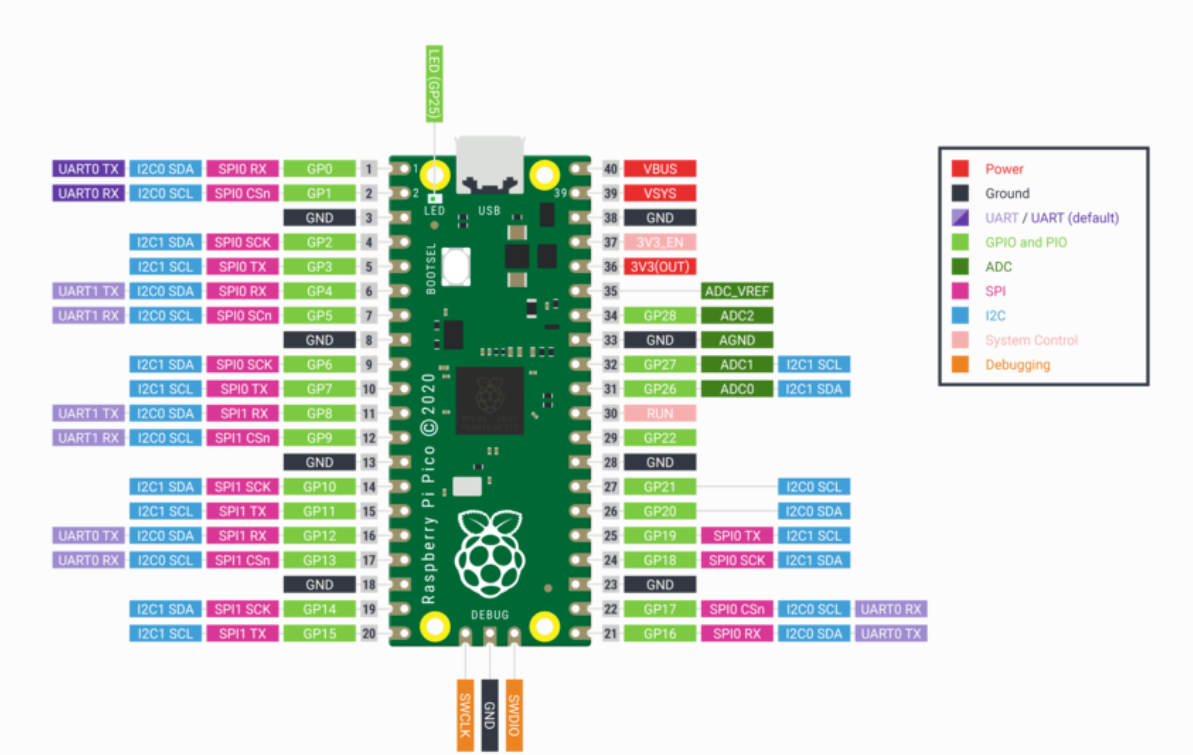 LED (GP25)
UART0 TX I2C0 SDA SPI0 RX GP0 1 1 40 VBUS
UART0 RX I2C0 SCL SPI0 CSn GP1 2 2 39 39 VSYS
GND 3 LED USB 38 GND
I2C1 SDA SPI0 SCK GP2 4 37 3V3_EN
I2C1 SCL SPI0 TX GP3 5 BOOTSEL 36 3V3(OUT)
UART1 TX I2C0 SDA SPI0 RX GP4 6 35 ADC_VREF
UART1 RX I2C0 SCL SPI0 SCn GP5 7 34 GP28 ADC2
GND 8 33 GND AGND
I2C1 SDA SPI0 SCK GP6 9 32 GP27 ADC1 I2C1 SCL
I2C1 SCL SPI0 TX GP7 10 31 GP26 ADC0 I2C1 SDA
UART1 TX I2C0 SDA SPI1 RX GP8 11 30 RUN
UART1 RX I2C0 SCL SPI1 CSn GP9 12 29 GP22
GND 13 28 GND
I2C1 SDA SPI1 SCK GP10 14 27 GP21 I2C0 SCL
I2C1 SCL SPI1 TX GP11 15 26 GP20 I2C0 SDA
UART0 TX I2C0 SDA SPI1 RX GP12 16 25 GP19 SPI0 TX I2C1 SCL
UART0 RX I2C0 SCL SPI1 CSn GP13 17 24 GP18 SPI0 SCK I2C1 SDA
GND 18 23 GND
I2C1 SDA SPI1 SCK GP14 19 22 GP17 SPI0 CSn I2C0 SCL UART0 RX
I2C1 SCL SPI1 TX GP15 20 21 GP16 SPI0 RX I2C0 SDA UART0 TX
Raspberry Pi Pico © 2020
DEBUG
SWCLK GND SWDIO
Power
Ground
UART / UART (default)
GPIO and PIO
ADC
SPI
I2C
System Control
Debugging